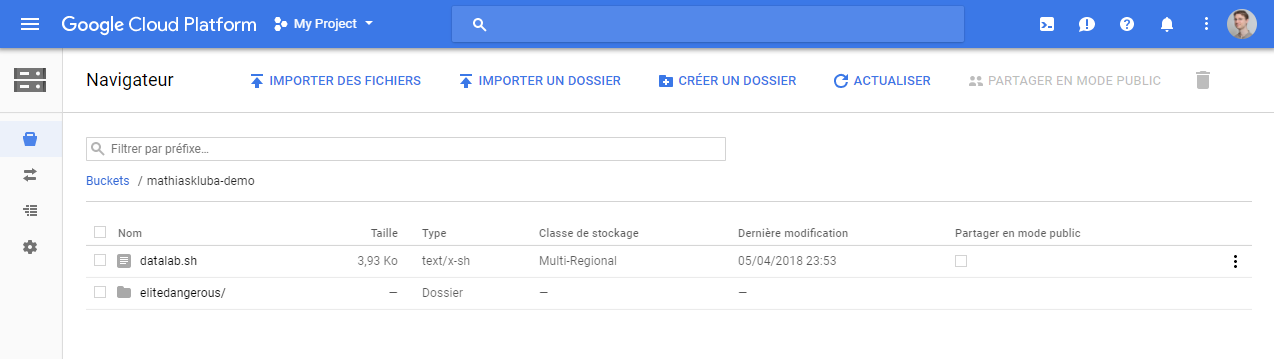 Google Cloud Platform My Project
Navigateur IMPORTER DES FICHIERS IMPORTER UN DOSSIER CRÉER UN DOSSIER ACTUALISER PARTAGER EN MODE PUBLIC
Filtrer par préfixe...
Buckets / mathiaskluba-demo
Nom Taille Type Classe de stockage Dernière modification Partager en mode public
datalab.sh 3,93 Ko text/x-sh Multi-Regional 05/04/2018 23:53
elitedangerous/ — Dossier — —